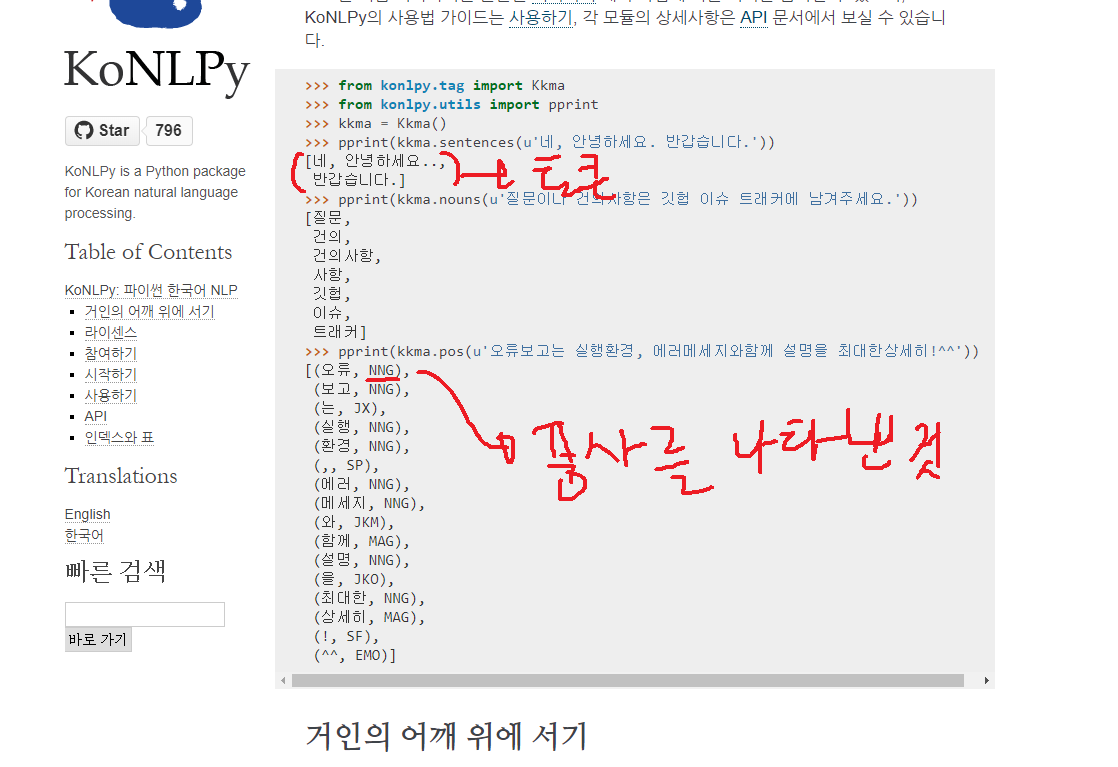 KoNLPy의 사용법 가이드는 사용하기, 각 모듈의 상세사항은 API 문서에서 보실 수 있습니
다.
KoNLPy
Star 796
KoNLPy is a Python package
for Korean natural language
processing.
Table of Contents
KoNLPy: 파이썬 한국어 NLP
거인의 어깨 위에 서기
라이센스
참여하기
시작하기
사용하기
API
인덱스와 표
Translations
English
한국어
빠른 검색
바로 가기
>>> from konlpy.tag import Kkma
>>> from konlpy.utils import pprint
>>> kkma = Kkma()
>>> pprint(kkma.sentences(u'네, 안녕하세요. 반갑습니다.'))
[네, 안녕하세요..,
반갑습니다.]
토큰
>>> pprint(kkma.nouns(u'질문이나 건의사항은 깃헙 이슈 트래커에 남겨주세요.'))
[질문,
건의,
건의사항,
사항,
깃헙,
이슈,
트래커]
>>> pprint(kkma.pos(u'오류보고는 실행환경, 에러메세지와함께 설명을 최대한상세히!^^'))
[(오류, NNG),
(보고, NNG),
(는, JX),
(실행, NNG),
(환경, NNG),
(,, SP),
(에러, NNG),
(메세지, NNG),
(와, JKM),
(함께, MAG),
(설명, NNG),
(을, JKO),
(최대한, NNG),
(상세히, MAG),
(!, SF),
(^^, EMO)]
품사를 나타낸 것
거인의 어깨 위에 서기